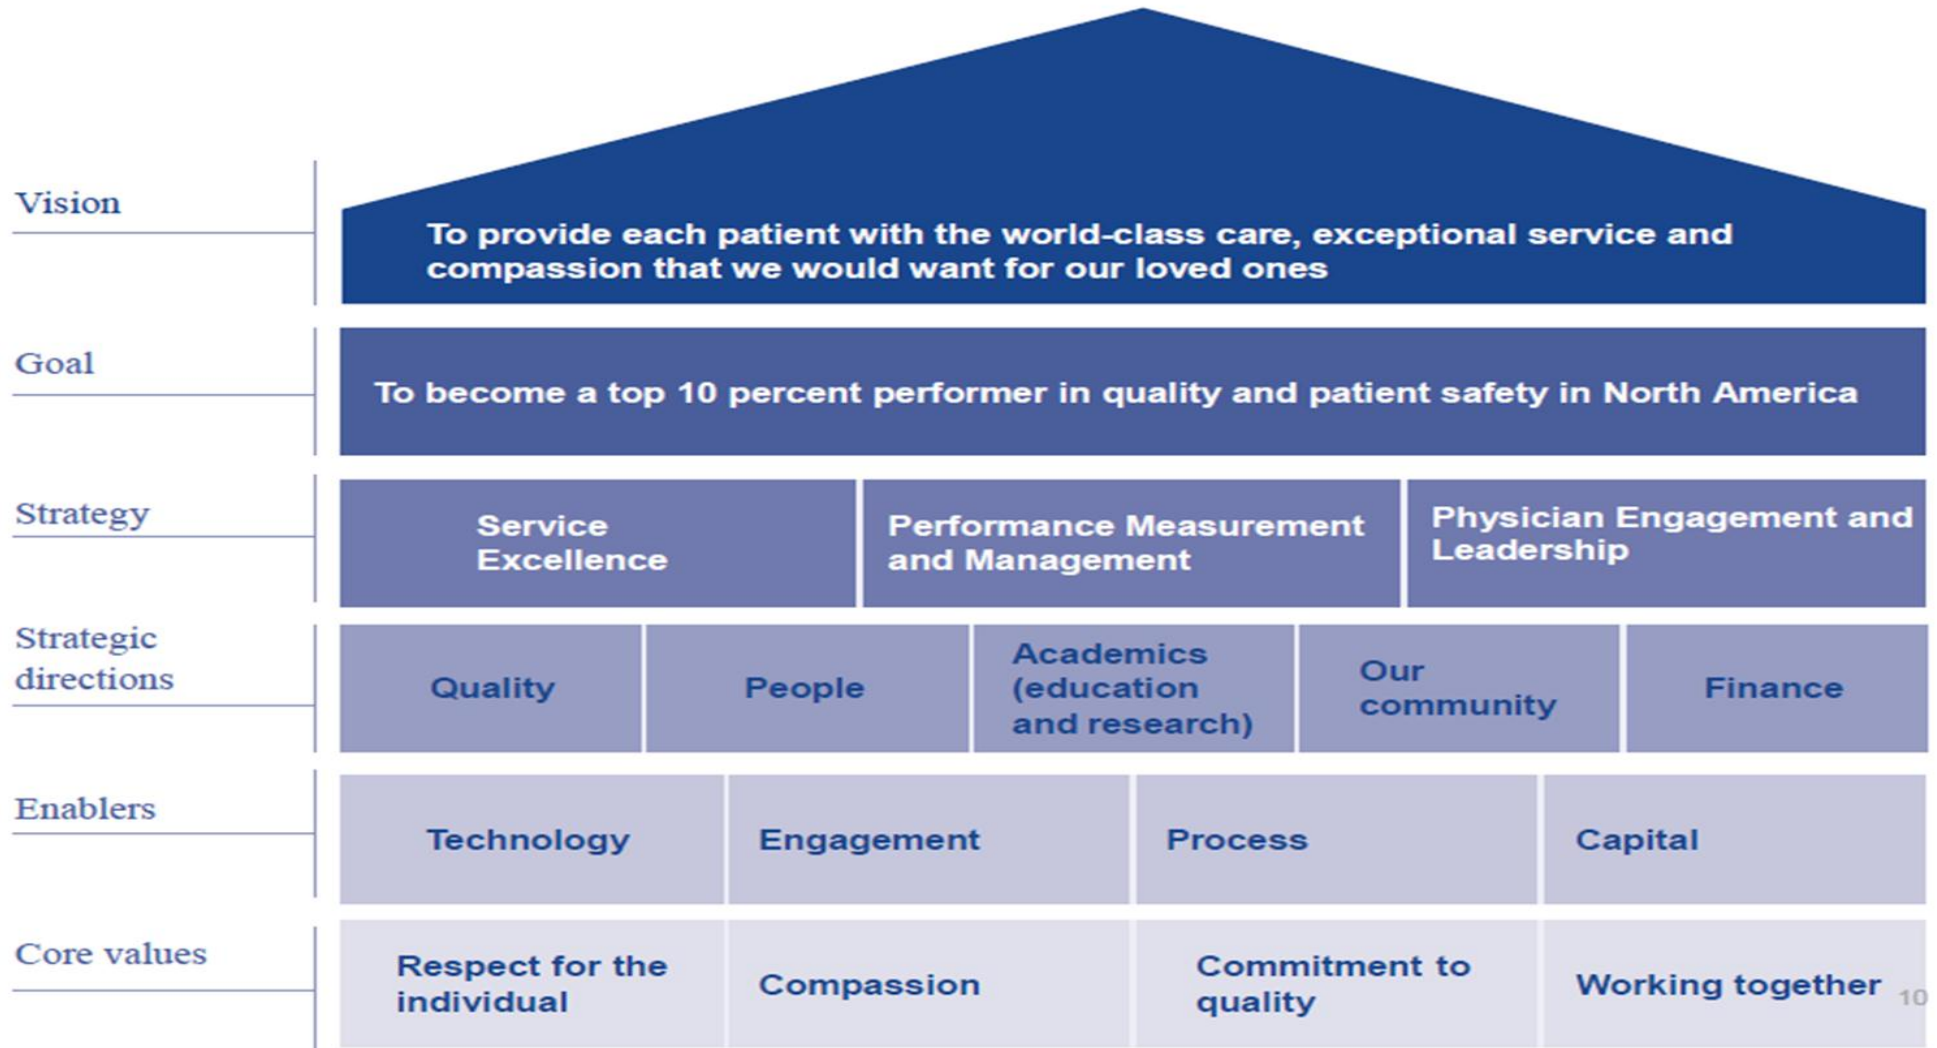 Vision
To provide each patient with the world-class care, exceptional service and
compassion that we would want for our loved ones
Goal
To become a top 10 percent performer in quality and patient safety in North America
Strategy
Service
Excellence
Performance Measurement
and Management
Physician Engagement and
Leadership
Strategic
directions
Quality
People
Academics
(education
and research)
Our
community
Finance
Enablers
Technology
Engagement
Process
Capital
Core values
Respect for the
individual
Compassion
Commitment to
quality
Working together
10